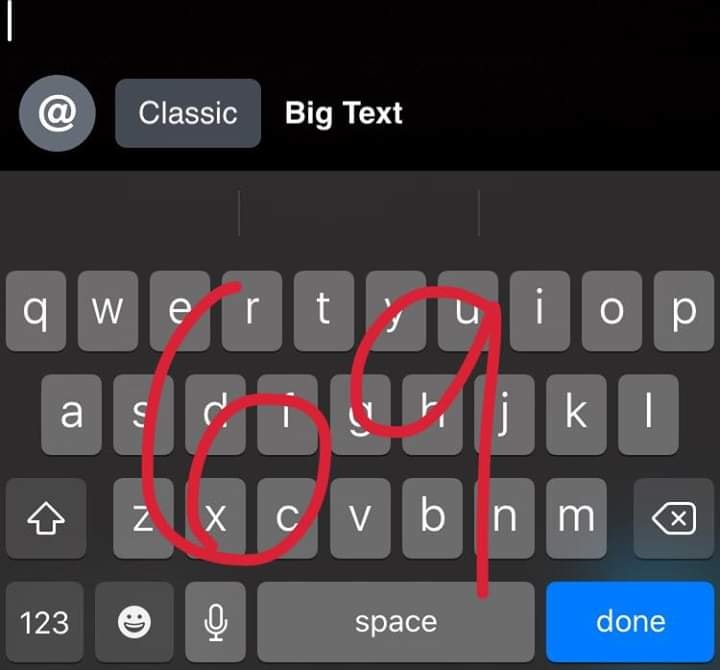 @ Classic Big Text
q w e r t y u i o p
a s d f g h j k l
z x c v b n m
123 space done
69